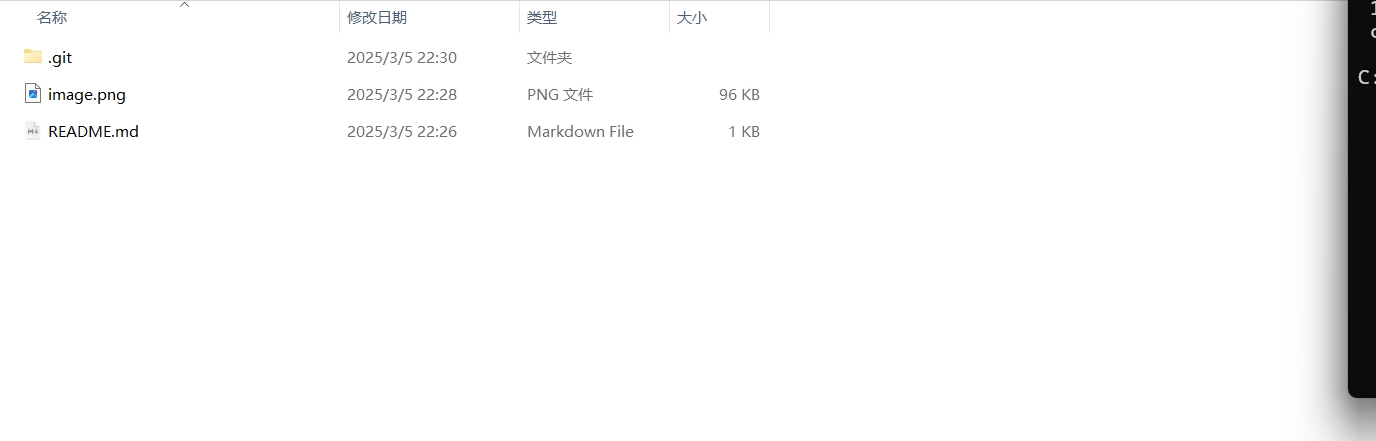 名称 修改日期 类型 大小
.git 2025/3/5 22:30 文件夹
image.png 2025/3/5 22:28 PNG 文件 96 KB
README.md 2025/3/5 22:26 Markdown File 1 KB
C: